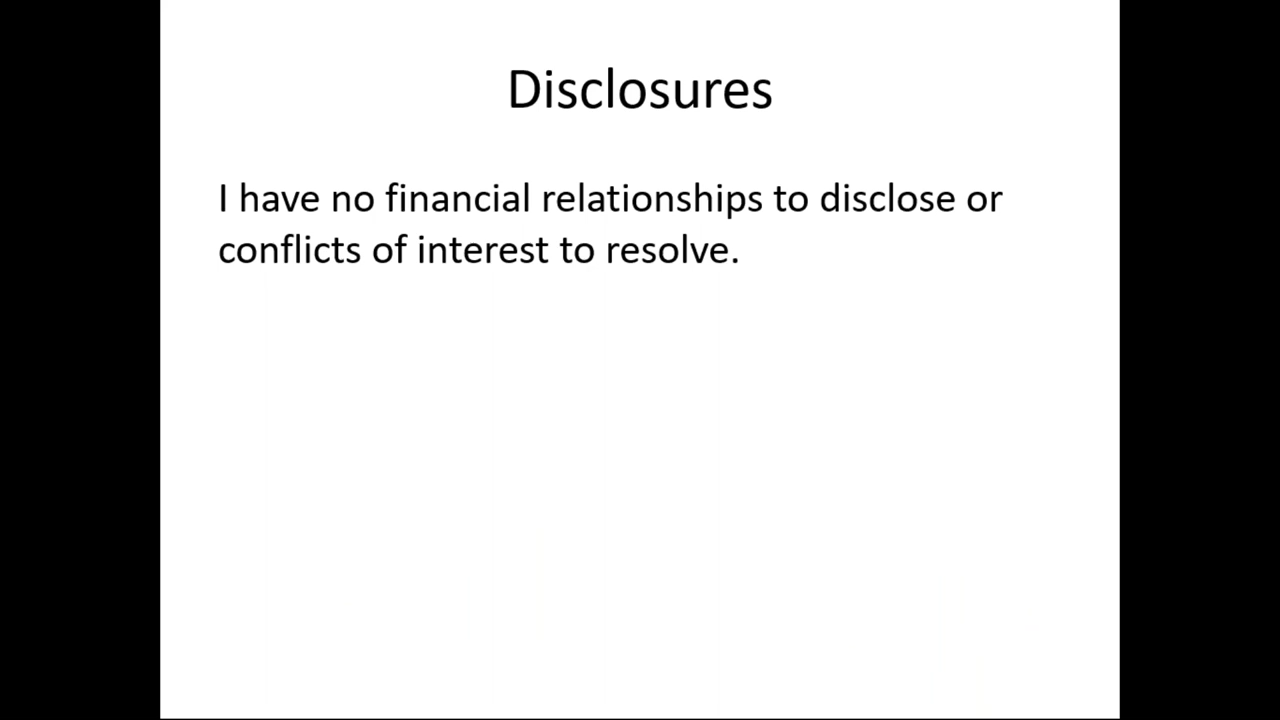 Disclosures
I have no financial relationships to disclose or
conflicts of interest to resolve.